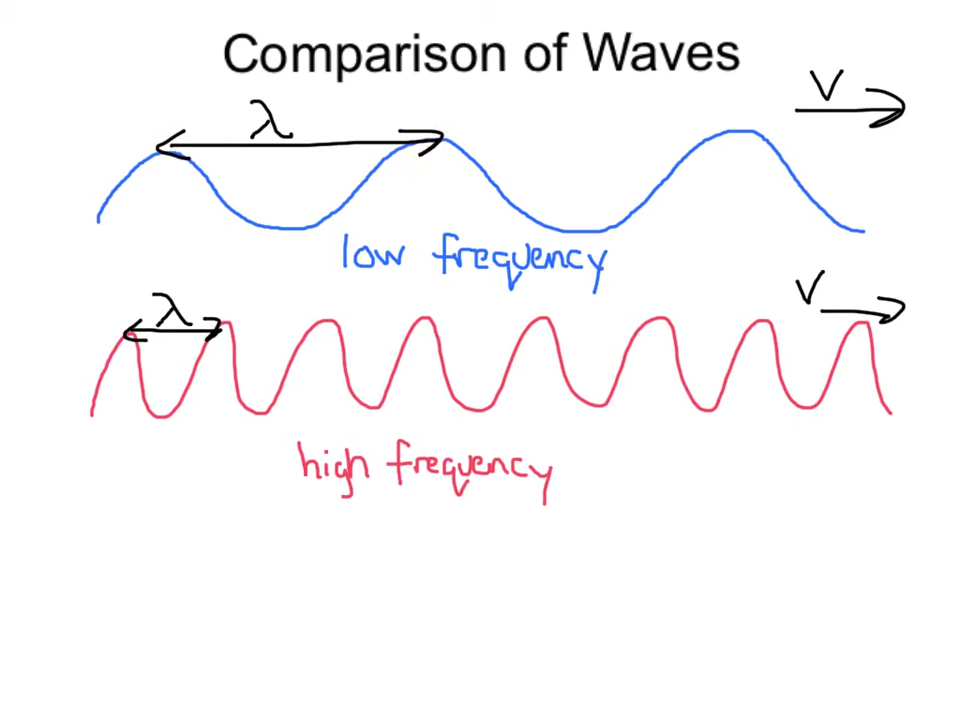 Comparison of Waves
V
λ
low frequency
V
λ
high frequency